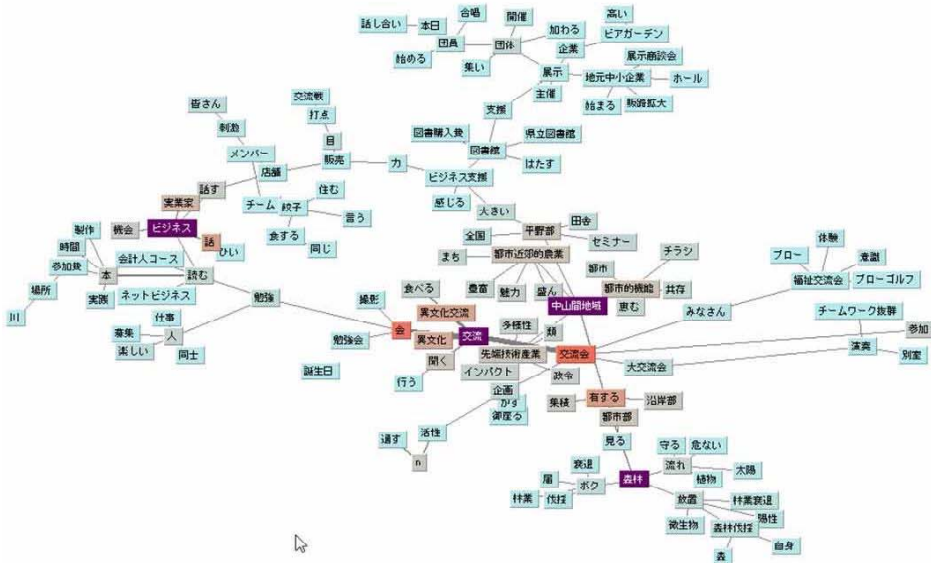 高い
合唱
開催
話し合い
本日
加わる
ビアガーデン
団員
団体
企業
展示商談会
始める
集い
展示
地元中小企業
ホール
主催
始まる
販路拡大
交流戦
皆さん
支援
打点
刺激
図書購入費
県立図書館
目
メンバー
図書館
販売
力
はたす
店舗
ビジネス支援
話す
住む
感じる
実業家
チーム
餃子
大きい
田舎
言う
平野部
製作
機会
ビジネス
全国
セミナー
食する
話
同じ
体験
チラシ
時間
ひい
まち
都市近郊的農業
ブロー
意識
会計人コース
都市
参加費
本
読む
福祉交流会
ブローゴルフ
食べる
豊富
魅力
盛ん
都市的機能
共存
場所
実践
ネットビジネス
勉強
撮影
中山間地域
恵む
みなさん
チームワーク抜群
川
仕事
異文化交流
多様性
募集
人
会
類
参加
勉強会
異文化
交流
楽しい
同士
先端技術産業
交流会
演奏
聞く
大交流会
別室
誕生日
インパクト
政令
行う
企画
集積
有する
沿岸部
御座る
都市部
通す
活性
見る
守る
危ない
n
衰退
流れ
太陽
届
森林
植物
ボク
林業
伐採
放置
林業衰退
陽性
微生物
森林伐採
自身
森